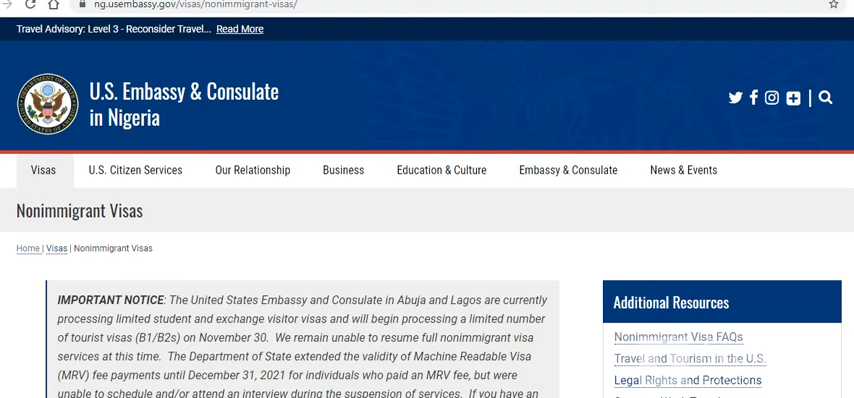 ng.usembassy.gov/visas/nonimmigrant-visas/
Travel Advisory: Level 3 - Reconsider Travel... Read More
U.S. Embassy & Consulate
in Nigeria
Visas U.S. Citizen Services Our Relationship Business Education & Culture Embassy & Consulate News & Events
Nonimmigrant Visas
Home | Visas | Nonimmigrant Visas
IMPORTANT NOTICE: The United States Embassy and Consulate in Abuja and Lagos are currently
processing limited student and exchange visitor visas and will begin processing a limited number
of tourist visas (B1/B2s) on November 30. We remain unable to resume full nonimmigrant visa
services at this time. The Department of State extended the validity of Machine Readable Visa
(MRV) fee payments until December 31, 2021 for individuals who paid an MRV fee, but were
unable to schedule and/or attend an interview during the suspension of services. If you have an
Additional Resources
Nonimmigrant Visa FAQs
Travel and Tourism in the U.S.
Legal Rights and Protections